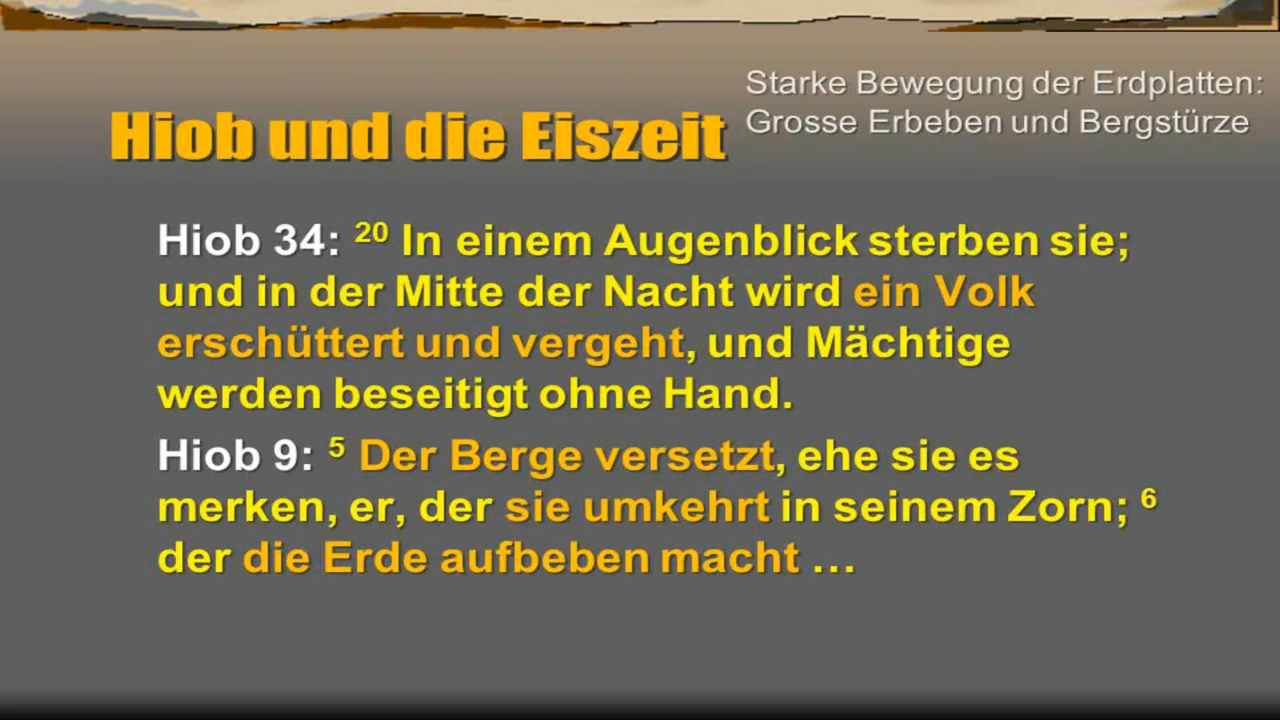 Starke Bewegung der Erdplatten:
Grosse Erbeben und Bergstürze
Hiob und die Eiszeit
Hiob 34: 20 In einem Augenblick sterben sie;
und in der Mitte der Nacht wird ein Volk
erschüttert und vergeht, und Mächtige
werden beseitigt ohne Hand.
Hiob 9: 5 Der Berge versetzt, ehe sie es
merken, er, der sie umkehrt in seinem Zorn; 6
der die Erde aufbeben macht …